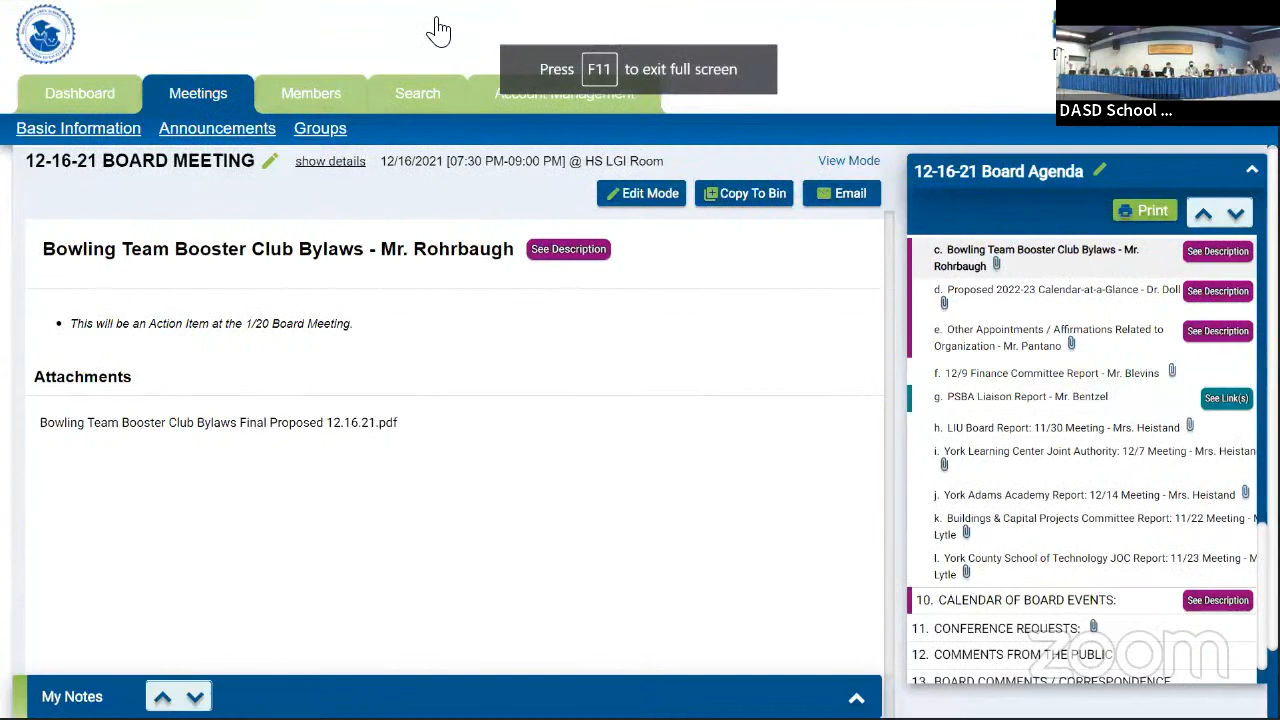 Press F11 to exit full screen
DASD School ...
Dashboard
Meetings
Members
Search
Account Management
Basic Information
Announcements
Groups
12-16-21 BOARD MEETING
show details
12/16/2021 [07:30 PM-09:00 PM] @ HS LGI Room
View Mode
Edit Mode
Copy To Bin
Email
Bowling Team Booster Club Bylaws - Mr. Rohrbaugh
See Description
• This will be an Action Item at the 1/20 Board Meeting.
Attachments
Bowling Team Booster Club Bylaws Final Proposed 12.16.21.pdf
My Notes
12-16-21 Board Agenda
Print
c. Bowling Team Booster Club Bylaws - Mr.
Rohrbaugh
See Description
d. Proposed 2022-23 Calendar-at-a-Glance - Dr. Doll
See Description
e. Other Appointments / Affirmations Related to
Organization - Mr. Pantano
See Description
f. 12/9 Finance Committee Report - Mr. Blevins
g. PSBA Liaison Report - Mr. Bentzel
See Link(s)
h. LIU Board Report: 11/30 Meeting - Mrs. Heistand
i. York Learning Center Joint Authority: 12/7 Meeting - Mrs. Heistan
j. York Adams Academy Report: 12/14 Meeting - Mrs. Heistand
k. Buildings & Capital Projects Committee Report: 11/22 Meeting - M
Lytle
l. York County School of Technology JOC Report: 11/23 Meeting - M
Lytle
10. CALENDAR OF BOARD EVENTS:
See Description
11. CONFERENCE REQUESTS:
12. COMMENTS FROM THE PUBLIC
13. BOARD COMMENTS / CORRESPONDENCE
zoom